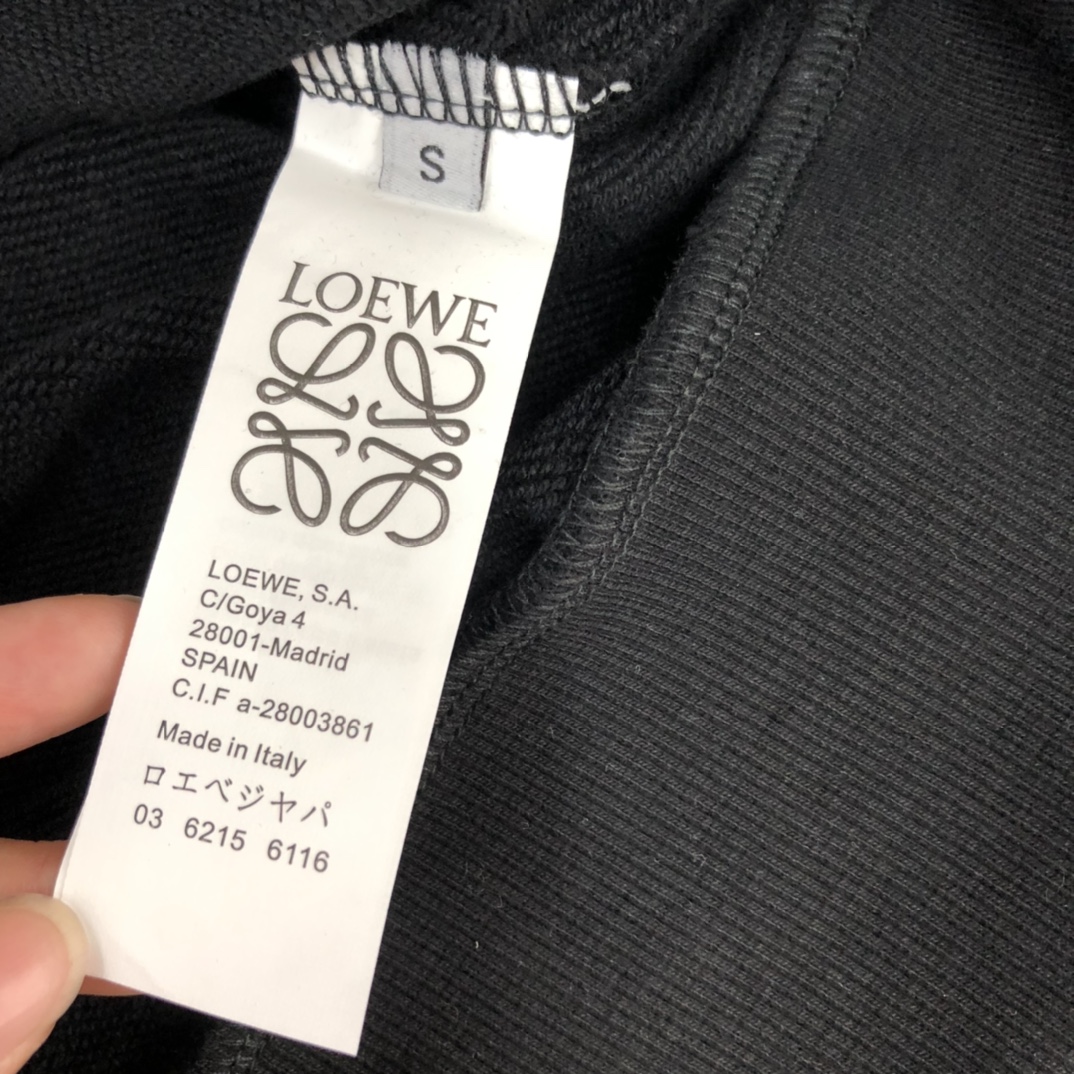 S
LOEWE
LOEWE, S.A.
C/Goya 4
28001-Madrid
SPAIN
C.I.F a-28003861
Made in Italy
ロエベジヤパ
03 6215 6116